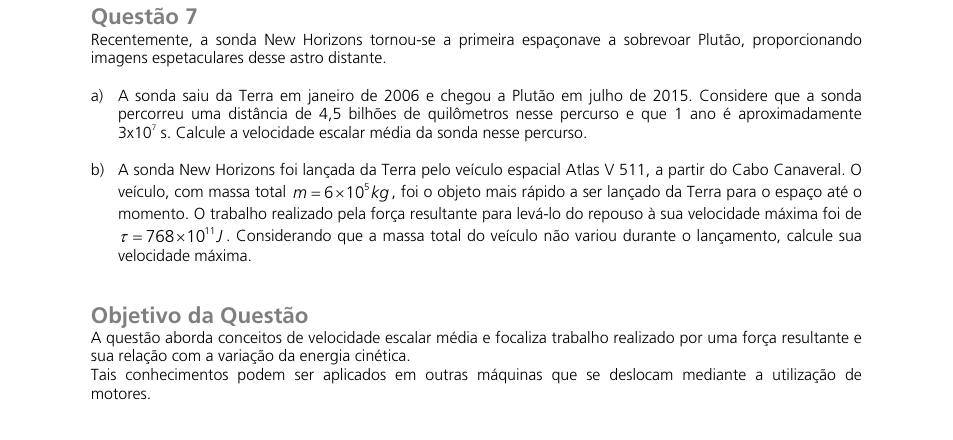 Questão 7
Recentemente, a sonda New Horizons tornou-se a primeira espaçonave a sobrevoar Plutão, proporcionando
imagens espetaculares desse astro distante.
a) A sonda saiu da Terra em janeiro de 2006 e chegou a Plutão em julho de 2015. Considere que a sonda
percorreu uma distância de 4,5 bilhões de quilômetros nesse percurso e que 1 ano é aproximadamente
3x10⁷ s. Calcule a velocidade escalar média da sonda nesse percurso.
b) A sonda New Horizons foi lançada da Terra pelo veículo espacial Atlas V 511, a partir do Cabo Canaveral. O
veículo, com massa total m = 6×10⁵ kg, foi o objeto mais rápido a ser lançado da Terra para o espaço até o
momento. O trabalho realizado pela força resultante para levá-lo do repouso à sua velocidade máxima foi de
τ = 768×10¹¹ J. Considerando que a massa total do veículo não variou durante o lançamento, calcule sua
velocidade máxima.
Objetivo da Questão
A questão aborda conceitos de velocidade escalar média e focaliza trabalho realizado por uma força resultante e
sua relação com a variação da energia cinética.
Tais conhecimentos podem ser aplicados em outras máquinas que se deslocam mediante a utilização de
motores.